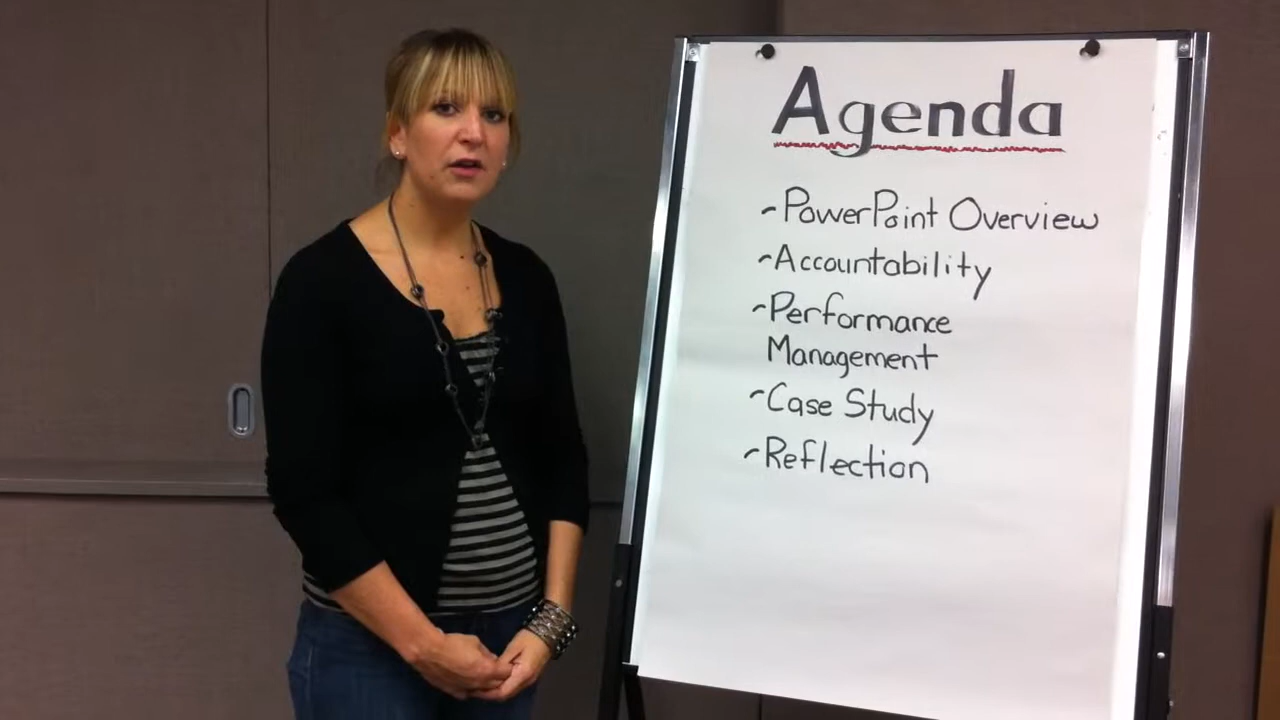 Agenda
- PowerPoint Overview
- Accountability
- Performance
Management
- Case Study
- Reflection